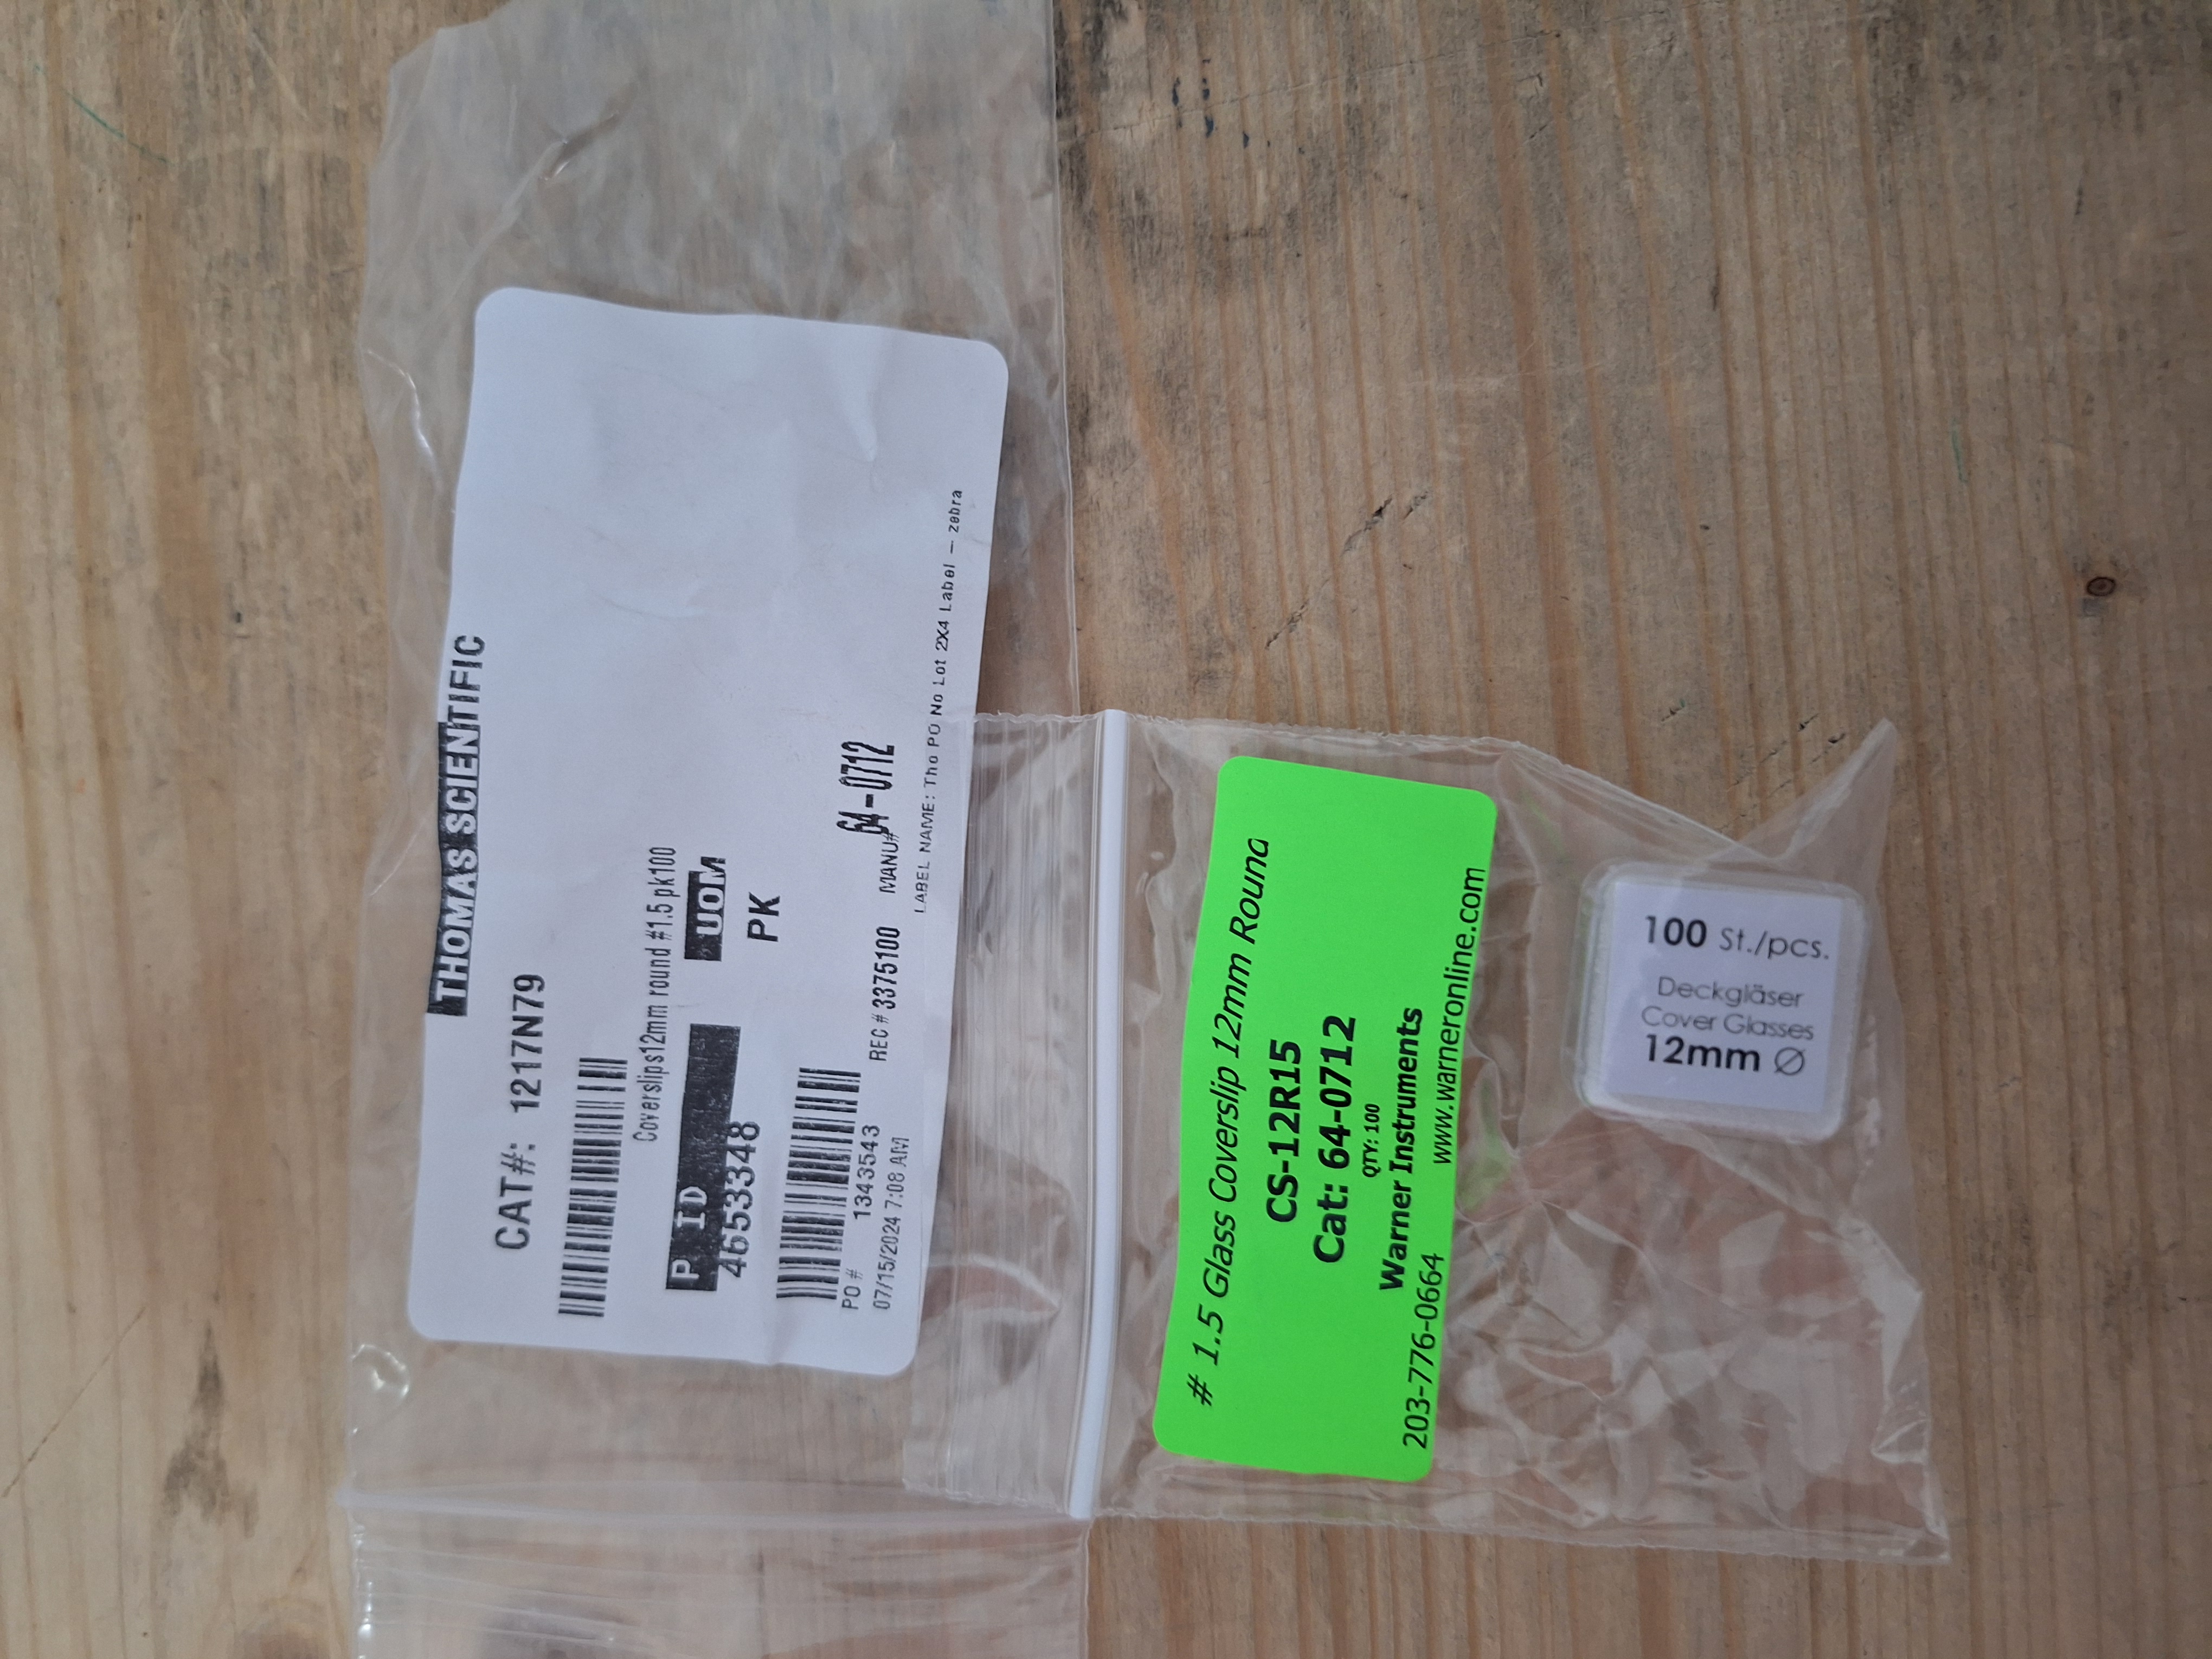 THOMAS SCIENTIFIC
CAT#: 1217N79
Coverslips12mm round #1.5 pk100
P ID UOM
4653348 PK
PO # 1343543 REC # 3375100 MANU# 64-0712
07/15/2024 7:08 AM
LABEL NAME: Tho PO No Lot 2X4 Label – zebra
# 1.5 Glass Coverslip 12mm Round
CS-12R15
Cat: 64-0712
QTY: 100
Warner Instruments
203-776-0664 www.warneronline.com
100 St./pcs.
Deckgläser
Cover Glasses
12mm Ø